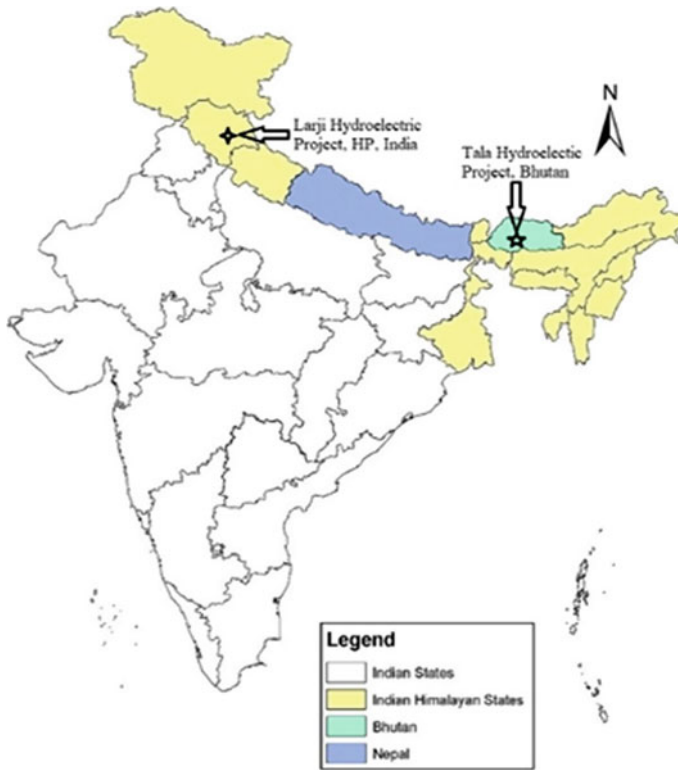 N
Larji Hydroelectric
Project, HP, India
Tala Hydroelectic
Project, Bhutan
Legend
Indian States
Indian Himalayan States
Bhutan
Nepal